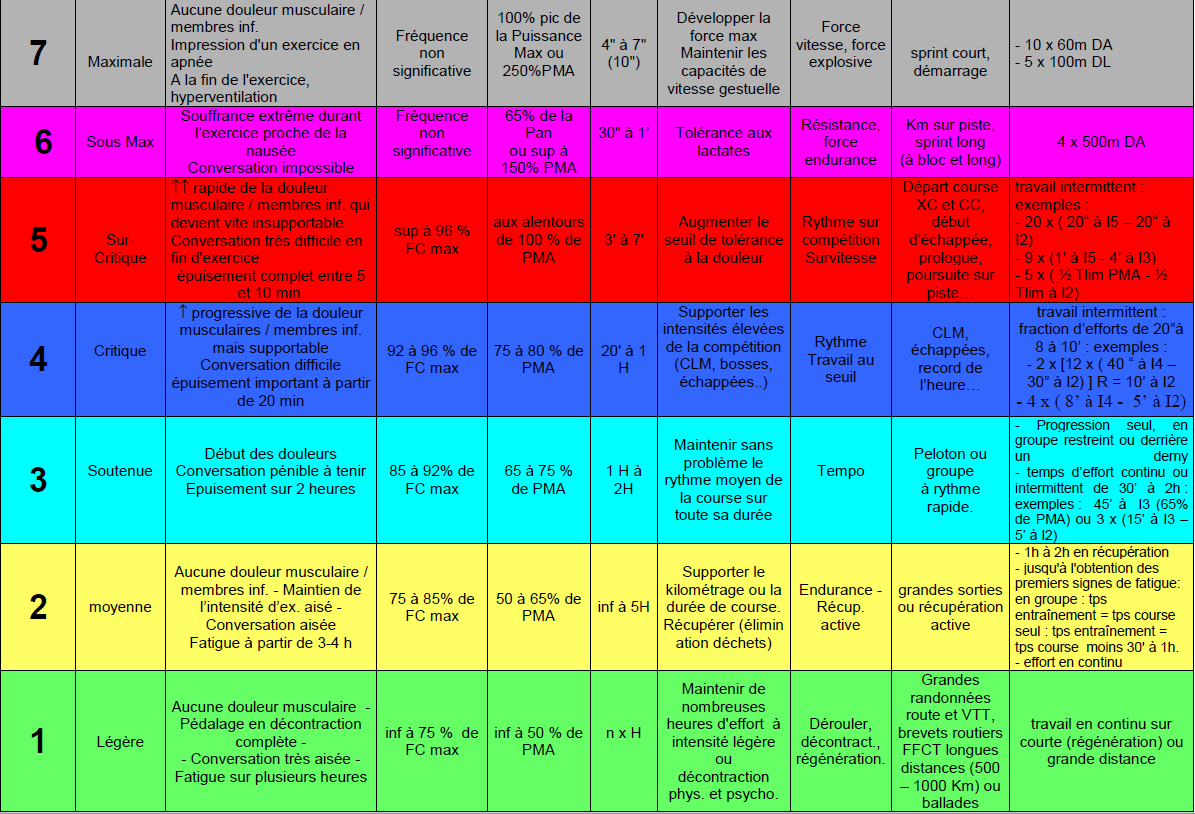 7
Maximale
Aucune douleur musculaire /
membres inf.
Impression d'un exercice en
apnée
A la fin de l'exercice,
hyperventilation
Fréquence
non
significative
100% pic de
la Puissance
Max ou
250%PMA
4" à 7"
(10")
Développer la
force max
Maintenir les
capacités de
vitesse gestuelle
Force
vitesse, force
explosive
sprint court,
démarrage
- 10 x 60m DA
- 5 x 100m DL
6
Sous Max
Souffrance extrême durant
l'exercice proche de la
nausée
Conversation impossible
Fréquence
non
significative
65% de la
Pan
ou sup à
150% PMA
30" à 1'
Tolérance aux
lactates
Résistance,
force
endurance
Km sur piste,
sprint long
(à bloc et long)
4 x 500m DA
5
Sur-
Critique
↑↑ rapide de la douleur
musculaire / membres inf. qui
devient vite insupportable
Conversation très difficile en
fin d'exercice
épuisement complet entre 5
et 10 min.
sup à 96 %
FC max
aux alentours
de 100 % de
PMA
3' à 7'
Augmenter le
seuil de tolérance
à la douleur
Rythme sur
compétition
Survitesse
Départ course
XC et CC,
début
d'échappée,
prologue,
poursuite sur
piste…
travail intermittent :
exemples :
- 20 x ( 20“ à I5 – 20“ à
I2)
- 9 x (1' à I5 - 4' à I3)
- 5 x ( ½ Tlim PMA - ½
Tlim à I2)
4
Critique
↑ progressive de la douleur
musculaires / membres inf.
mais supportable
Conversation difficile
épuisement important à partir
de 20 min
92 à 96 % de
FC max
75 à 80 % de
PMA
20' à 1
H
Supporter les
intensités élevées
de la compétition
(CLM, bosses,
échappées..)
Rythme
Travail au
seuil
CLM,
échappées,
record de
l'heure…
travail intermittent :
fraction d'efforts de 20”à
8 à 10’ : exemples :
- 2 x [12 x ( 40 “ à I4 –
30” à I2) ] R = 10’ à I2
- 4 x ( 8’ à I4 - 5’ à I2)
3
Soutenue
Début des douleurs
Conversation pénible à tenir
Epuisement sur 2 heures
85 à 92% de
FC max
65 à 75 %
de PMA
1 H à
2H
Maintenir sans
problème le
rythme moyen de
la course sur
toute sa durée
Tempo
Peloton ou
groupe
à rythme
rapide.
- Progression seul, en
groupe restreint ou derrière
un derny
- temps d'effort continu ou
intermittent de 30’ à 2h :
exemples : 45’ à I3 (65%
de PMA) ou 3 x (15’ à I3 –
5’ à I2)
2
moyenne
Aucune douleur musculaire /
membres inf. - Maintien de
l'intensité d'ex. aisé -
Conversation aisée
Fatigue à partir de 3-4 h
75 à 85% de
FC max
50 à 65% de
PMA
inf à 5H
Supporter le
kilométrage ou la
durée de course.
Récupérer (élimin
ation déchets)
Endurance -
Récup.
active
grandes sorties
ou récupération
active
- 1h à 2h en récupération
- jusqu'à l'obtention des
premiers signes de fatigue:
en groupe : tps
entraînement = tps course
seul : tps entraînement =
tps course moins 30' à 1h.
- effort en continu
1
Légère
Aucune douleur musculaire -
Pédalage en décontraction
complète -
- Conversation très aisée -
Fatigue sur plusieurs heures
inf à 75 % de
FC max
inf à 50 % de
PMA
n x H
Maintenir de
nombreuses
heures d'effort à
intensité légère
ou
décontraction
phys. et psycho.
Dérouler,
décontract.,
régénération.
Grandes
randonnées
route et VTT,
brevets routiers
FFCT longues
distances (500
– 1000 Km) ou
ballades
travail en continu sur
courte (régénération) ou
grande distance